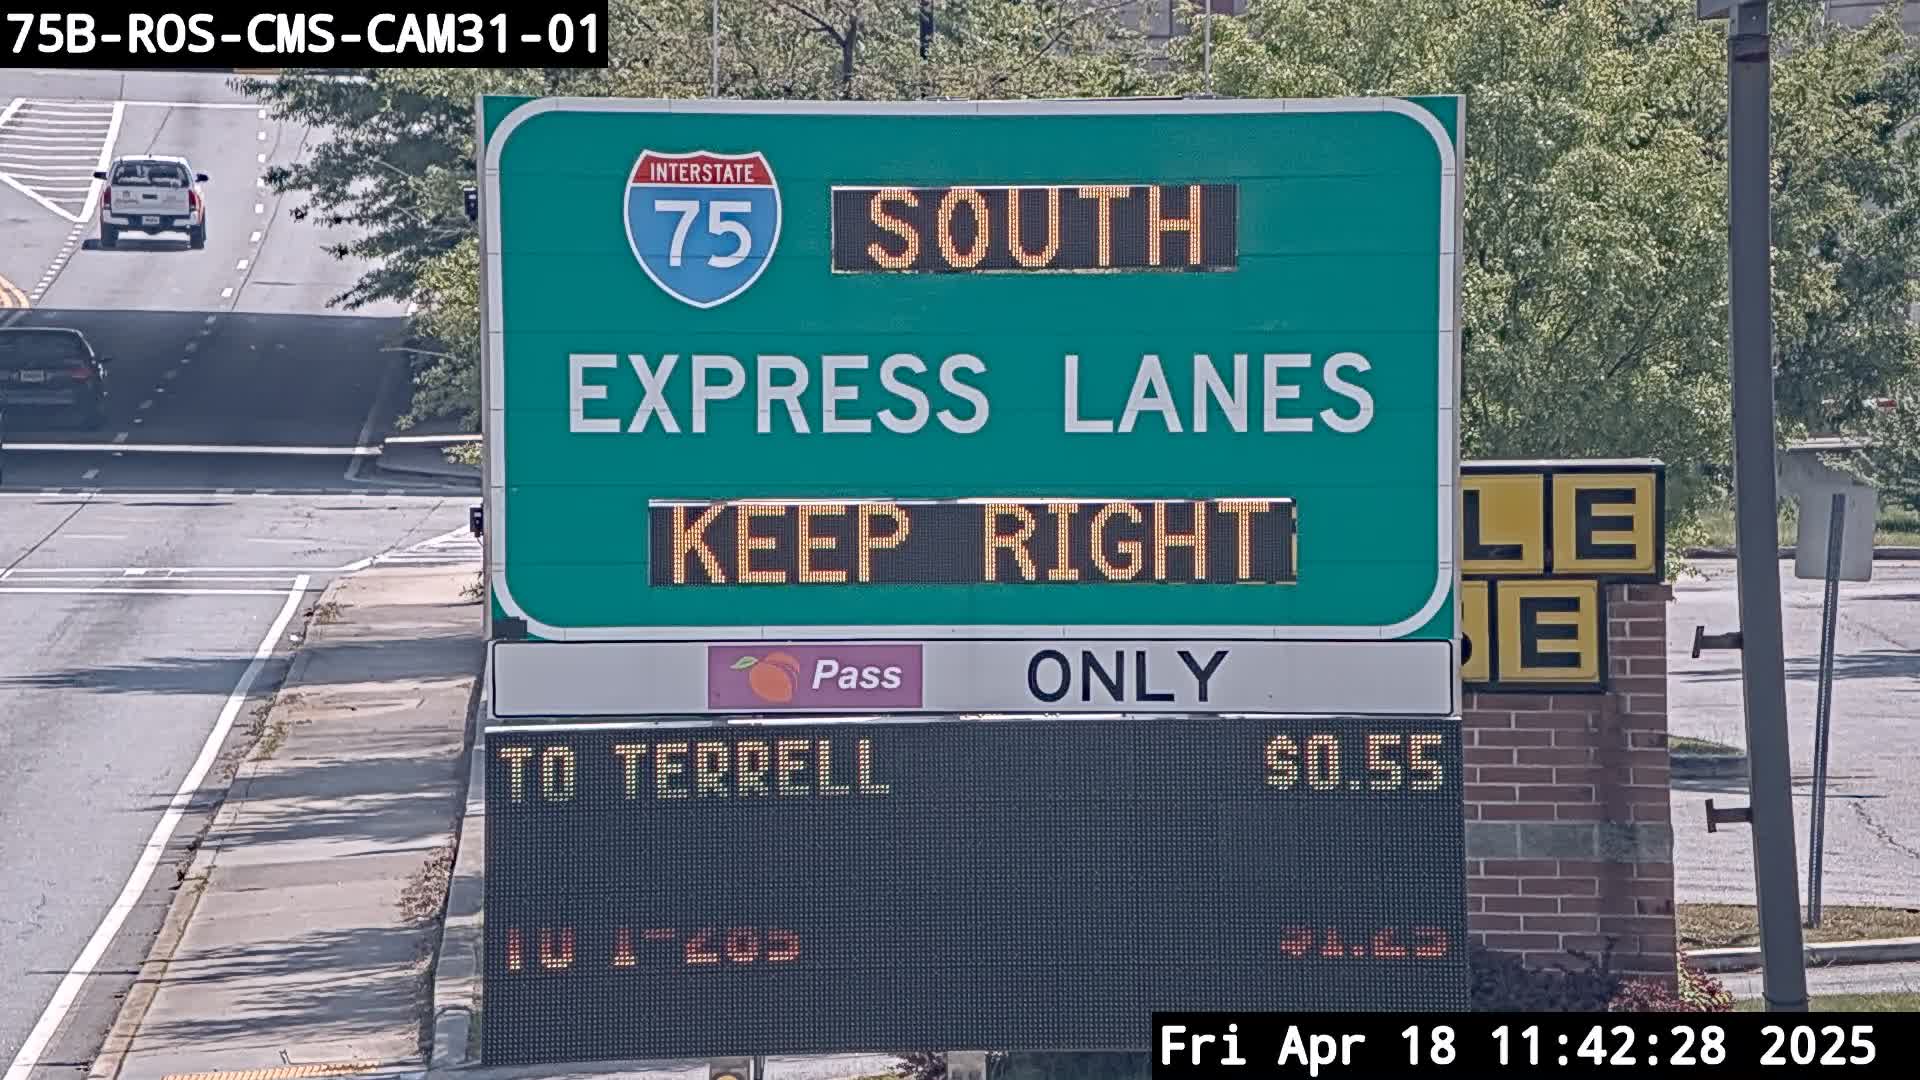 75B-ROS-CMS-CAM31-01
INTERSTATE
75
SOUTH
EXPRESS LANES
KEEP RIGHT
Pass ONLY
TO TERRELL $0.55
TO
Fri Apr 18 11:42:28 2025